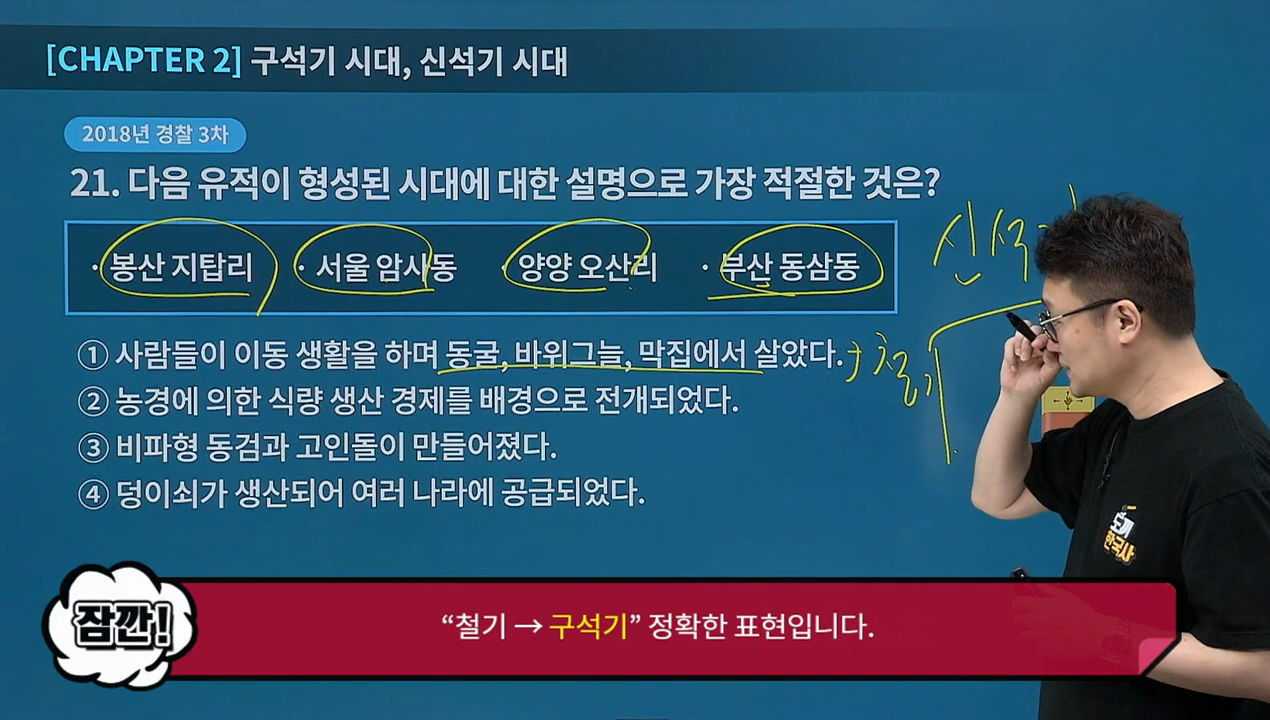 [CHAPTER 2] 구석기 시대, 신석기 시대
2018년 경찰 3차
21. 다음 유적이 형성된 시대에 대한 설명으로 가장 적절한 것은?
· 봉산 지탑리 · 서울 암사동 · 양양 오산리 · 부산 동삼동
신석기
① 사람들이 이동 생활을 하며 동굴, 바위그늘, 막집에서 살았다. → 철기
② 농경에 의한 식량 생산 경제를 배경으로 전개되었다.
③ 비파형 동검과 고인돌이 만들어졌다.
④ 덩이쇠가 생산되어 여러 나라에 공급되었다.
한국사
잠깐!
“철기 → 구석기” 정확한 표현입니다.